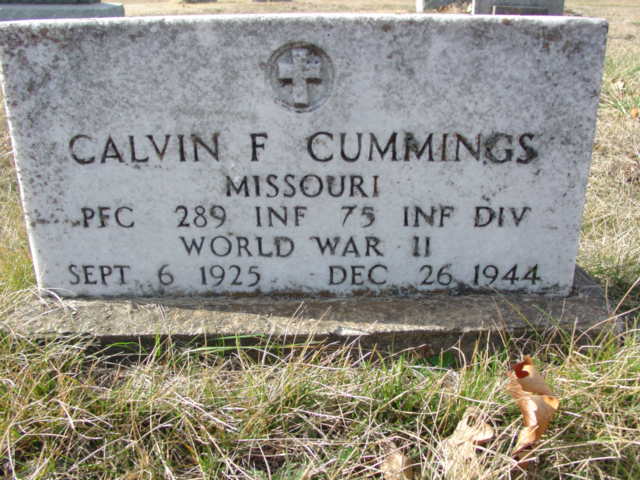 CALVIN F CUMMINGS
MISSOURI
PFC 289 INF 75 INF DIV
WORLD WAR II
SEPT 6 1925 DEC 26 1944